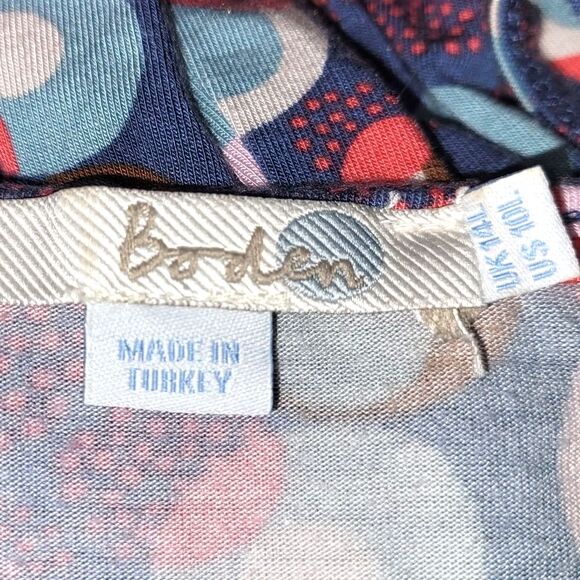 Boden
UK 14L
US 10L
MADE IN
TURKEY